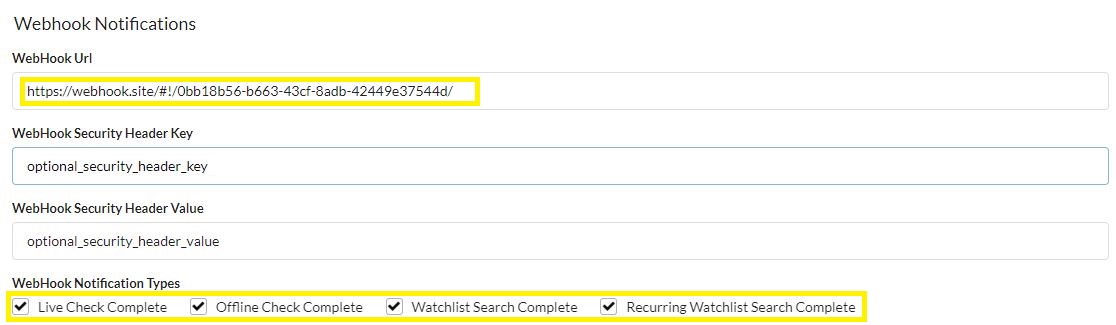 Webhook Notifications
WebHook Url
https://webhook.site/#!/0bb18b56-b663-43cf-8adb-42449e37544d/
WebHook Security Header Key
optional_security_header_key
WebHook Security Header Value
optional_security_header_value
WebHook Notification Types
Live Check Complete Offline Check Complete Watchlist Search Complete Recurring Watchlist Search Complete